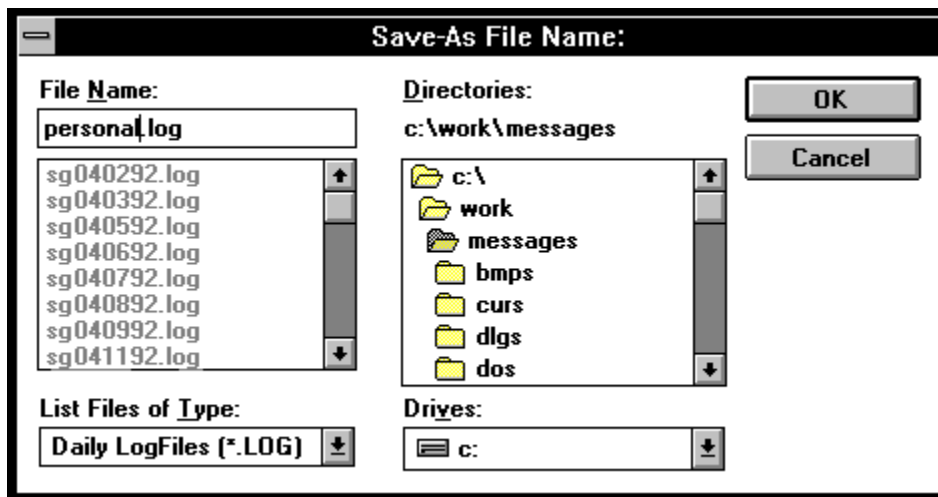 Save-As File Name:
File Name:
personal.log
sg040292.log
sg040392.log
sg040592.log
sg040692.log
sg040792.log
sg040892.log
sg040992.log
sg041192.log
List Files of Type:
Daily LogFiles (*.LOG)
Directories:
c:\work\messages
c:\
work
messages
bmps
curs
dlgs
dos
Drives:
c:
OK
Cancel